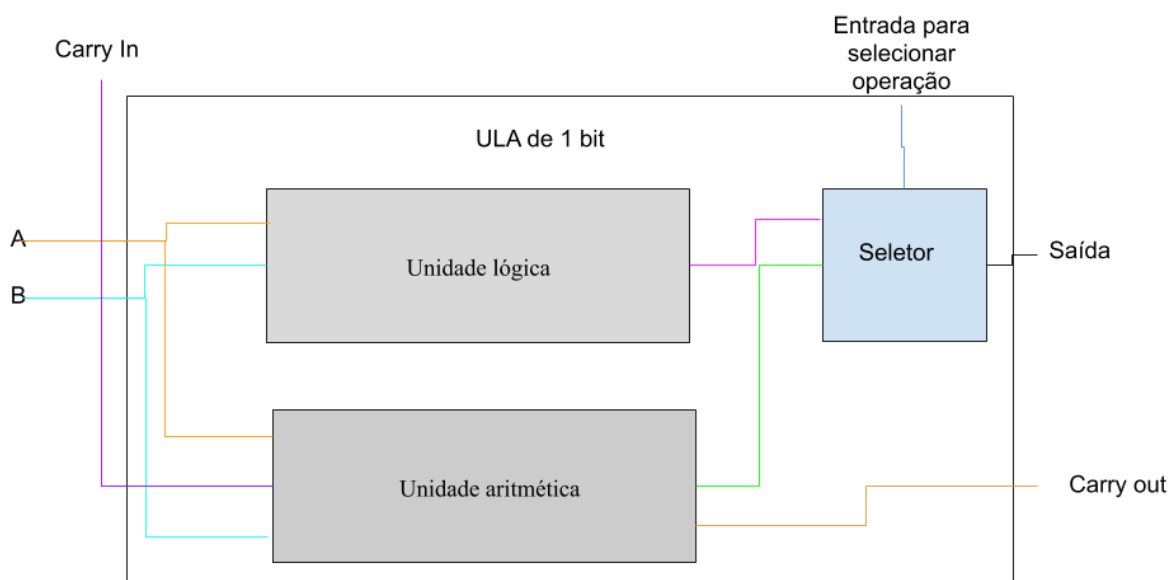 Entrada para
selecionar
operação
Carry In
ULA de 1 bit
A
B
Unidade lógica
Seletor
Saída
Unidade aritmética
Carry out